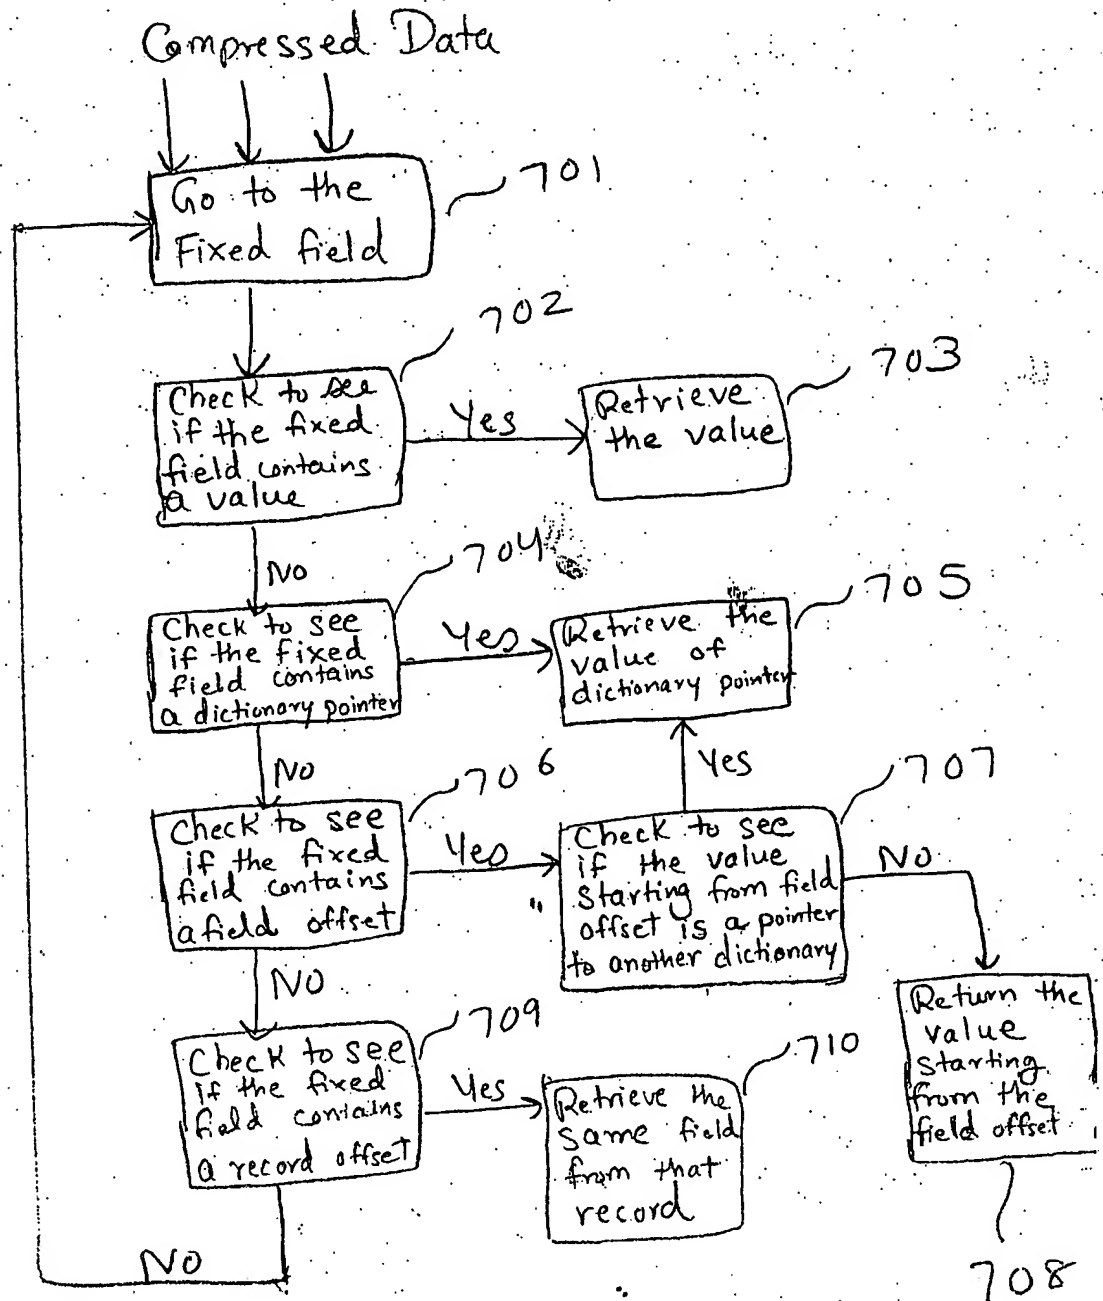 Compressed Data
Go to the
Fixed field
701
702
Check to see
if the fixed
field contains
a value
Yes
Retrieve
the value
703
No
704
Check to see
if the fixed
field contains
a dictionary pointer
Yes
Retrieve the
value of
dictionary pointer
705
No
706
Check to see
if the fixed
field contains
a field offset
Yes
Yes
707
Check to see
if the value
Starting from field
offset is a pointer
to another dictionary
No
Return the
value
starting
from the
field offset
708
No
709
Check to see
if the fixed
field contains
a record offset
Yes
Retrieve the
same field
from that
record
710
No